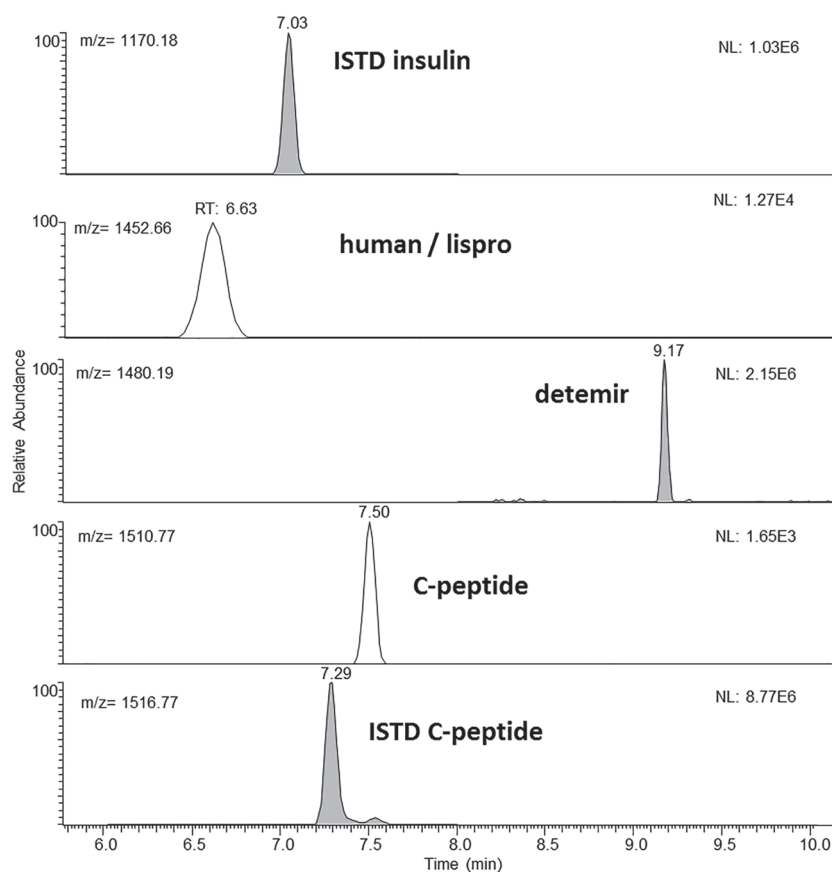 7.03
100 m/z= 1170.18 ISTD insulin NL: 1.03E6
RT: 6.63 NL: 1.27E4
100 m/z= 1452.66 human / lispro
9.17
100 m/z= 1480.19 detemir NL: 2.15E6
Relative Abundance
7.50
100 m/z= 1510.77 C-peptide NL: 1.65E3
7.29
100 m/z= 1516.77 ISTD C-peptide NL: 8.77E6
6.0 6.5 7.0 7.5 8.0 8.5 9.0 9.5 10.0
Time (min)